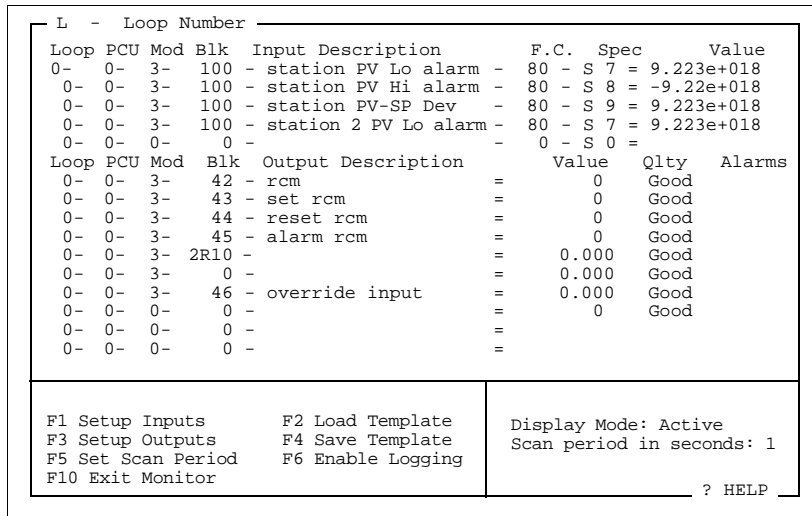 L  -  Loop Number
Loop PCU Mod Blk  Input Description          F.C.  Spec      Value
0-   0-  3-   100 - station PV Lo alarm -  80 - S 7 = 9.223e+018
0-  0-  3-   100 - station PV Hi alarm -  80 - S 8 = -9.22e+018
0-  0-  3-   100 - station PV-SP Dev   -  80 - S 9 = 9.223e+018
0-  0-  3-   100 - station 2 PV Lo alarm -  80 - S 7 = 9.223e+018
0-  0-  0-     0 -                     -   0 - S 0 =
Loop PCU Mod  Blk  Output Description         Value   Qlty   Alarms
0-  0-  3-    42 - rcm                 =         0   Good
0-  0-  3-    43 - set rcm             =         0   Good
0-  0-  3-    44 - reset rcm           =         0   Good
0-  0-  3-    45 - alarm rcm           =         0   Good
0-  0-  3-  2R10 -                     =     0.000   Good
0-  0-  3-     0 -                     =     0.000   Good
0-  0-  3-    46 - override input      =     0.000   Good
0-  0-  0-     0 -                     =         0   Good
0-  0-  0-     0 -                     =
0-  0-  0-     0 -                     =
F1 Setup Inputs       F2 Load Template
F3 Setup Outputs      F4 Save Template
F5 Set Scan Period    F6 Enable Logging
F10 Exit Monitor
Display Mode: Active
Scan period in seconds: 1
? HELP